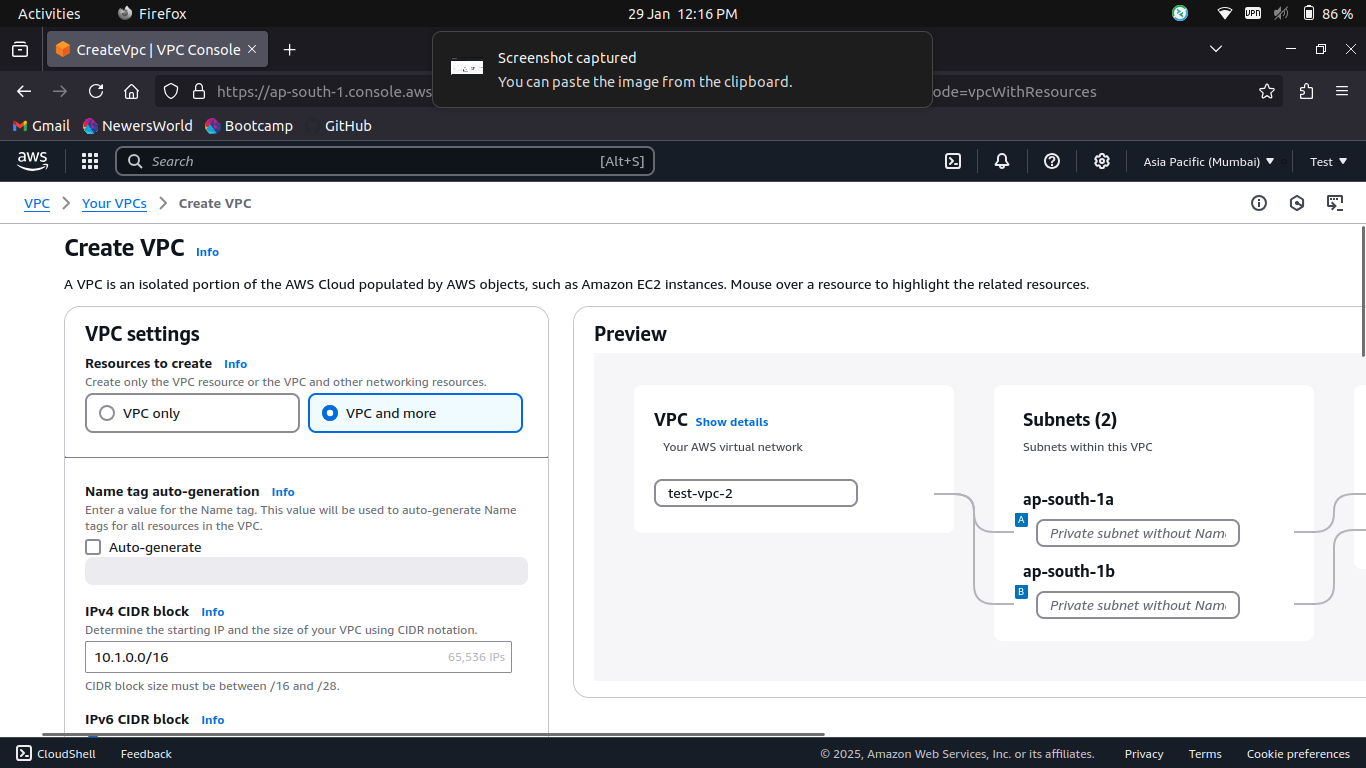 Activities Firefox 29 Jan 12:16 PM VPN 86 %
CreateVpc | VPC Console
Screenshot captured
You can paste the image from the clipboard.
https://ap-south-1.console.aws ode=vpcWithResources
Gmail NewersWorld Bootcamp GitHub
aws Search [Alt+S] Asia Pacific (Mumbai) Test
VPC Your VPCs Create VPC
Create VPC Info
A VPC is an isolated portion of the AWS Cloud populated by AWS objects, such as Amazon EC2 instances. Mouse over a resource to highlight the related resources.
VPC settings
Resources to create Info
Create only the VPC resource or the VPC and other networking resources.
VPC only VPC and more
Name tag auto-generation Info
Enter a value for the Name tag. This value will be used to auto-generate Name
tags for all resources in the VPC.
Auto-generate
IPv4 CIDR block Info
Determine the starting IP and the size of your VPC using CIDR notation.
10.1.0.0/16 65,536 IPs
CIDR block size must be between /16 and /28.
IPv6 CIDR block Info
Preview
VPC Show details
Your AWS virtual network
test-vpc-2
Subnets (2)
Subnets within this VPC
ap-south-1a
A Private subnet without Nam
ap-south-1b
B Private subnet without Nam
CloudShell Feedback © 2025, Amazon Web Services, Inc. or its affiliates. Privacy Terms Cookie preferences